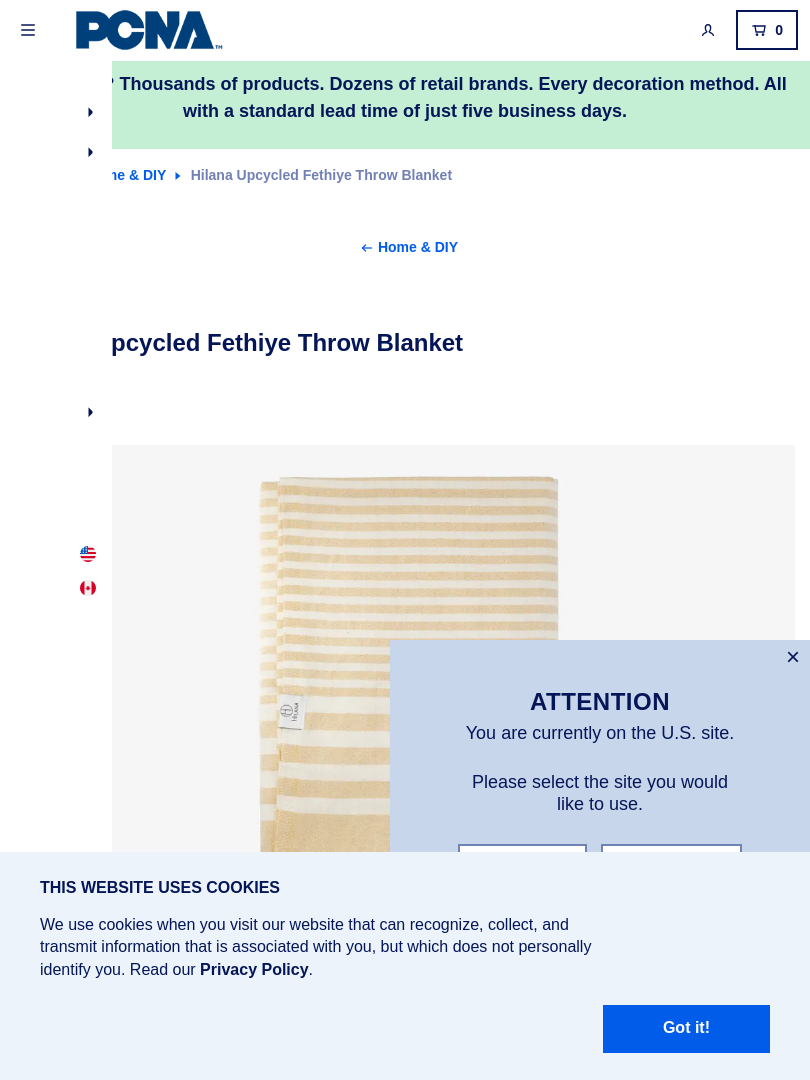 PCNA
TM
0
? Thousands of products. Dozens of retail brands. Every decoration method. All
with a standard lead time of just five business days.
me & DIY
Hilana Upcycled Fethiye Throw Blanket
← Home & DIY
pcycled Fethiye Throw Blanket
HILANA
ATTENTION
You are currently on the U.S. site.
Please select the site you would
like to use.
THIS WEBSITE USES COOKIES
We use cookies when you visit our website that can recognize, collect, and
transmit information that is associated with you, but which does not personally
identify you. Read our Privacy Policy.
Got it!